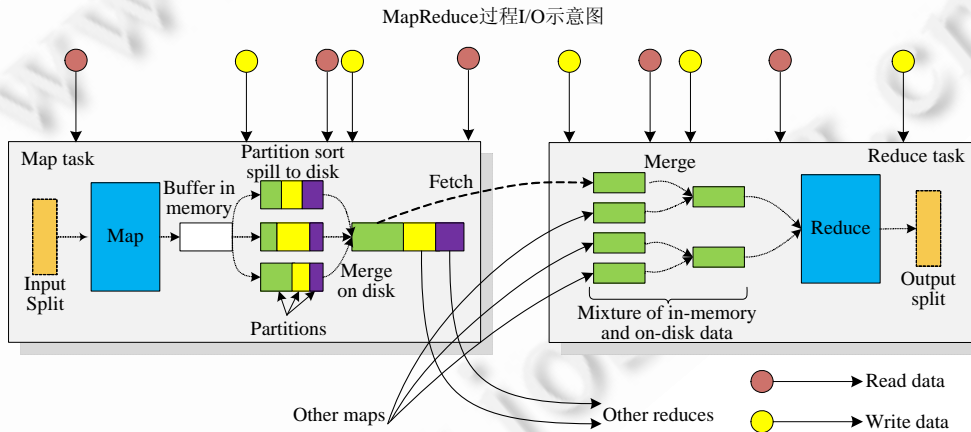 MapReduce过程I/O示意图
Map task
Partition sort
spill to disk
Buffer in
memory
Map
Input
Split
Merge
on disk
Partitions
Fetch
Merge
Reduce task
Reduce
Output
split
Mixture of in-memory
and on-disk data
Other maps
Other reduces
Read data
Write data